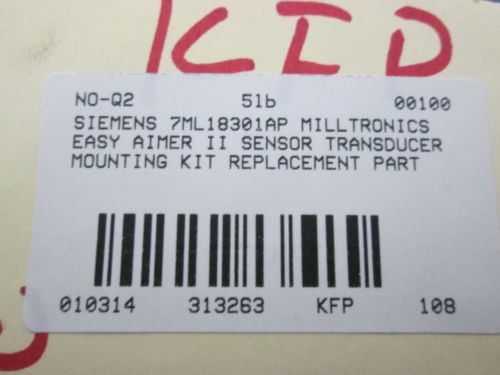 KID
NO-Q2 51b 00100
SIEMENS 7ML18301AP MILLTRONICS
EASY AIMER II SENSOR TRANSDUCER
MOUNTING KIT REPLACEMENT PART
010314 313263 KFP 108